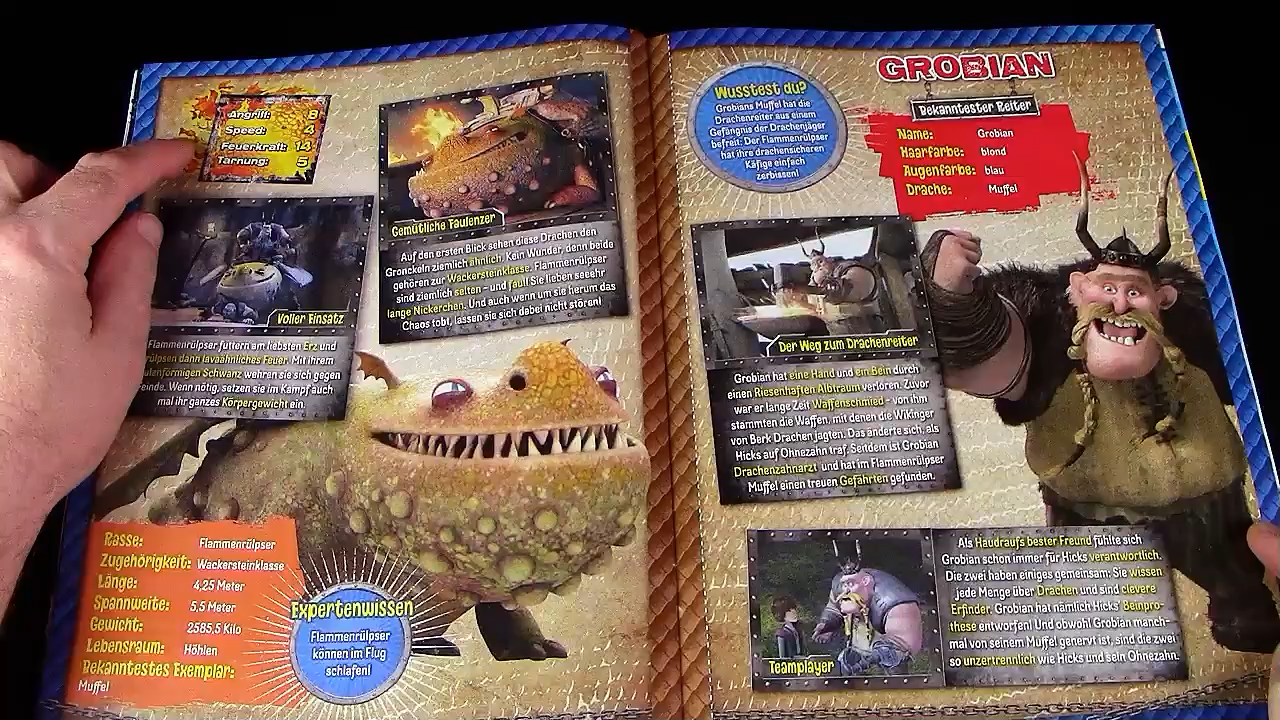 Angriff: 8
Speed: 4
Feuerkraft: 14
Tarnung: 5
Gemütliche Faulenzer
Auf den ersten Blick sehen diese Drachen den
Gronckeln ziemlich ähnlich. Kein Wunder, denn beide
gehören zur Wackersteinklasse. Flammenrülpser
sind ziemlich selten – und faul! Sie lieben seeehr
lange Nickerchen. Und auch wenn um sie herum das
Chaos tobt, lassen sie sich dabei nicht stören!
Voller Einsatz
Flammenrülpser futtern am liebsten Erz und
rülpsen dann lavaähnliches Feuer. Mit ihrem
ulenförmigen Schwanz wehren sie sich gegen
einde. Wenn nötig, setzen sie im Kampf auch
mal ihr ganzes Körpergewicht ein.
Rasse: Flammenrülpser
Zugehörigkeit: Wackersteinklasse
Länge: 4,25 Meter
Spannweite: 5,5 Meter
Gewicht: 2585,5 Kilo
Lebensraum: Höhlen
Bekanntestes Exemplar:
Muffel
Expertenwissen
Flammenrülpser
können im Flug
schlafen!
GROBIAN
Bekanntester Reiter
Name: Grobian
Haarfarbe: blond
Augenfarbe: blau
Drache: Muffel
Wusstest du?
Grobians Muffel hat die
Drachenreiter aus einem
Gefängnis der Drachenjäger
befreit: Der Flammenrülpser
hat ihre drachensicheren
Käfige einfach
zerbissen!
Der Weg zum Drachenreiter
Grobian hat eine Hand und ein Bein durch
einen Riesenhaften Albtraum verloren. Zuvor
war er lange Zeit Waffenschmied – von ihm
stammten die Waffen, mit denen die Wikinger
von Berk Drachen jagten. Das änderte sich, als
Hicks auf Ohnezahn traf. Seitdem ist Grobian
Drachenzahnarzt und hat im Flammenrülpser
Muffel einen treuen Gefährten gefunden.
Teamplayer
Als Haudraufs bester Freund fühlte sich
Grobian schon immer für Hicks verantwortlich.
Die zwei haben einiges gemeinsam: Sie wissen
jede Menge über Drachen und sind clevere
Erfinder. Grobian hat nämlich Hicks' Beinpro-
these entworfen! Und obwohl Grobian manch-
mal von seinem Muffel genervt ist, sind die zwei
so unzertrennlich wie Hicks und sein Ohnezahn.